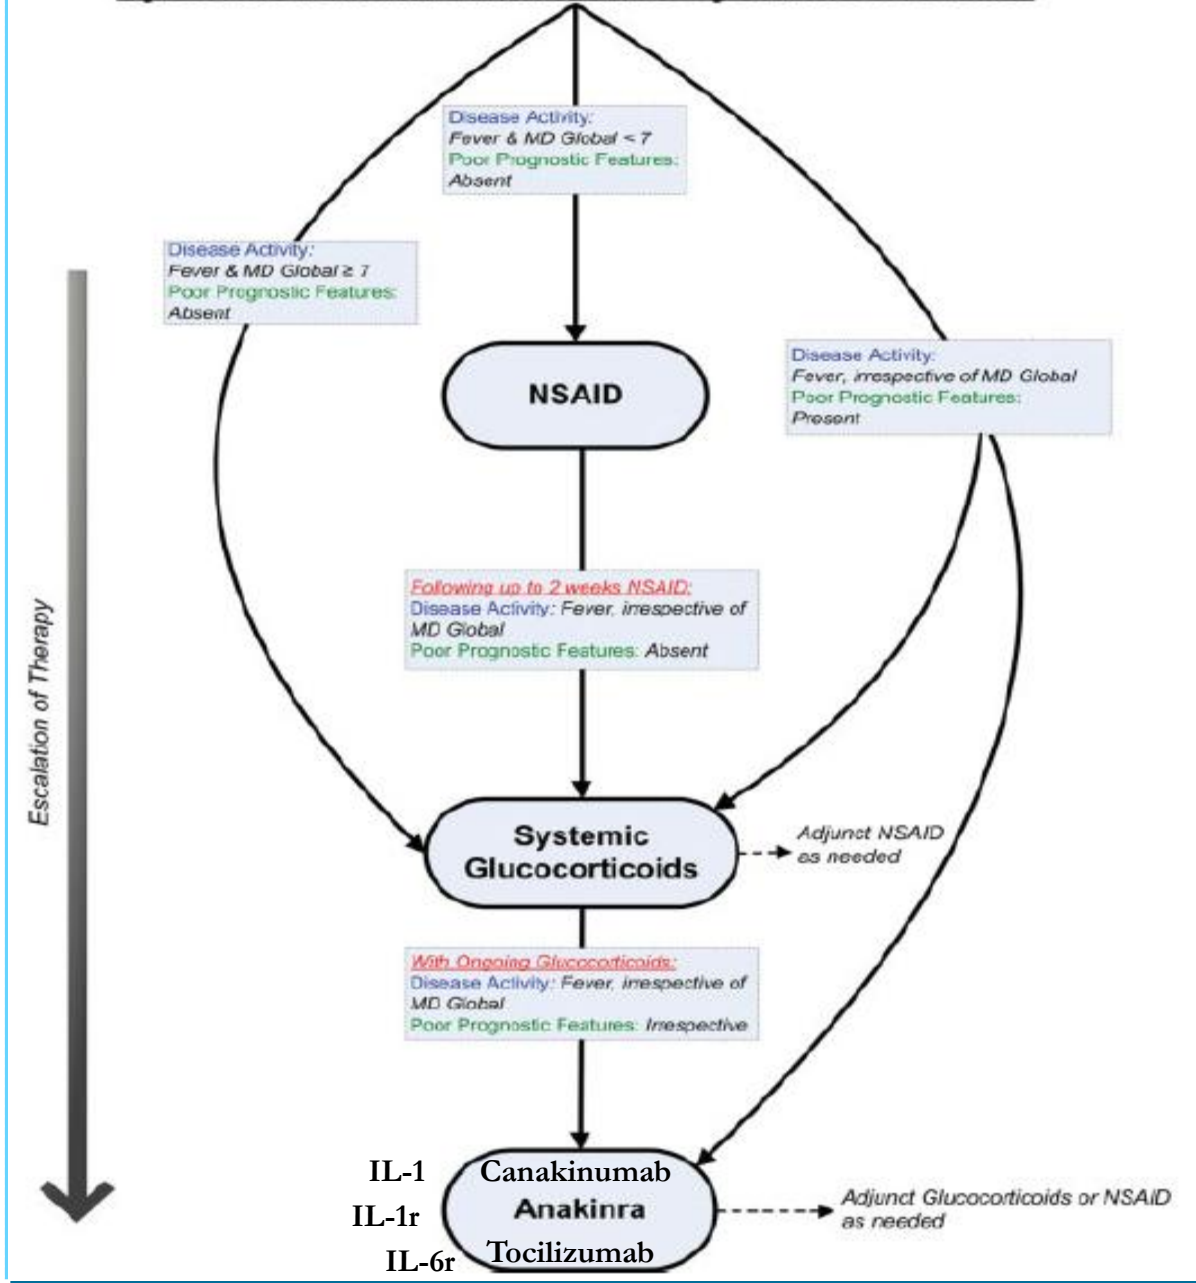 Disease Activity:
Fever & MD Global < 7
Poor Prognostic Features:
Absent
Disease Activity:
Fever & MD Global ≥ 7
Poor Prognostic Features:
Absent
NSAID
Disease Activity:
Fever, irrespective of MD Global
Poor Prognostic Features:
Present
Following up to 2 weeks NSAID:
Disease Activity: Fever, irrespective of
MD Global
Poor Prognostic Features: Absent
Escalation of Therapy
Systemic
Glucocorticoids
Adjunct NSAID
as needed
With Ongoing Glucocorticoids:
Disease Activity: Fever, irrespective of
MD Global
Poor Prognostic Features: Irrespective
IL-1 Canakinumab
IL-1r Anakinra
IL-6r Tocilizumab
Adjunct Glucocorticoids or NSAID
as needed